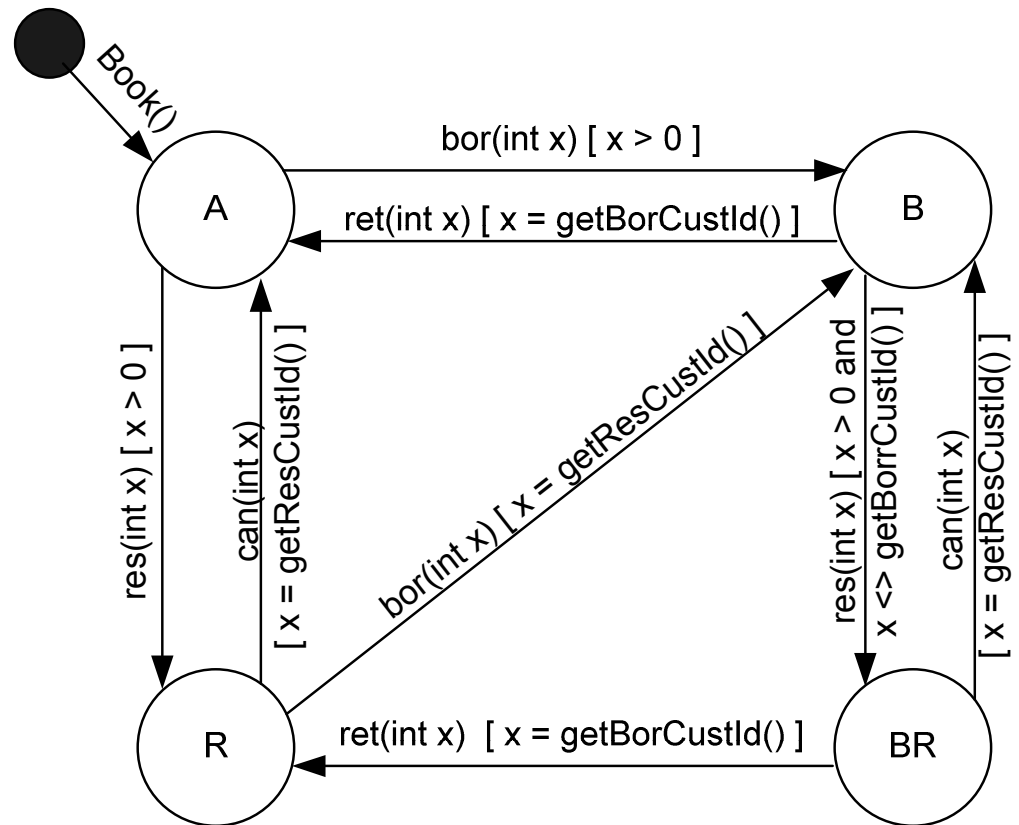 Book()
bor(int x) [ x > 0 ]
A
B
ret(int x) [ x = getBorCustId() ]
res(int x) [ x > 0 ]
can(int x)
[ x = getResCustId() ]
bor(int x) [ x = getResCustId() ]
res(int x) [ x > 0 and
x <> getBorrCustId() ]
can(int x)
[ x = getResCustId() ]
R
ret(int x)  [ x = getBorCustId() ]
BR